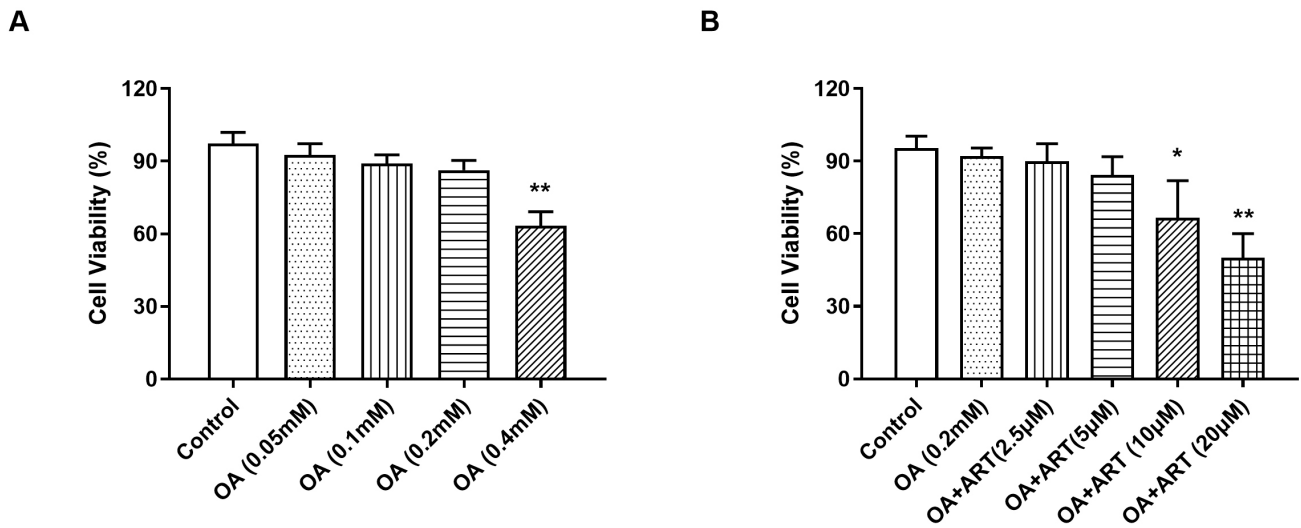 A
Cell Viability (%)
120
90
60
30
0
**
Control
OA (0.05mM)
OA (0.1mM)
OA (0.2mM)
OA (0.4mM)
B
Cell Viability (%)
120
90
60
30
0
*
**
Control
OA (0.2mM)
OA+ART(2.5μM)
OA+ART(5μM)
OA+ART (10μM)
OA+ART (20μM)